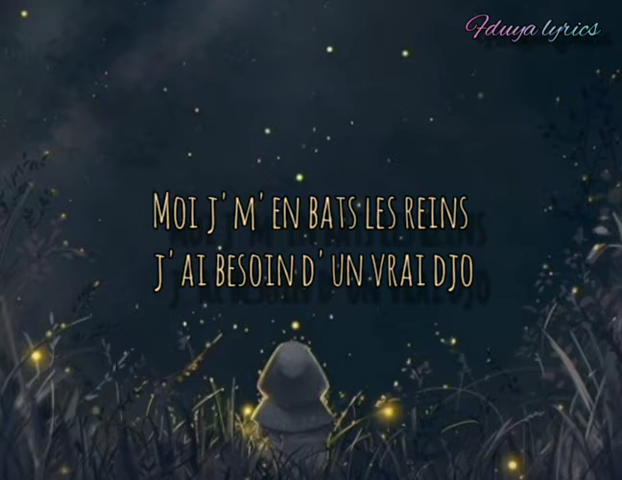 Fduya lyrics
Moi j'm'en bats les reins
j'ai besoin d'un vrai djo